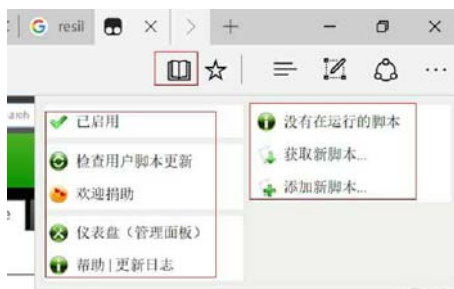 resil
已启用
检查用户脚本更新
欢迎捐助
仪表盘（管理面板）
帮助|更新日志
没有在运行的脚本
获取新脚本...
添加新脚本...